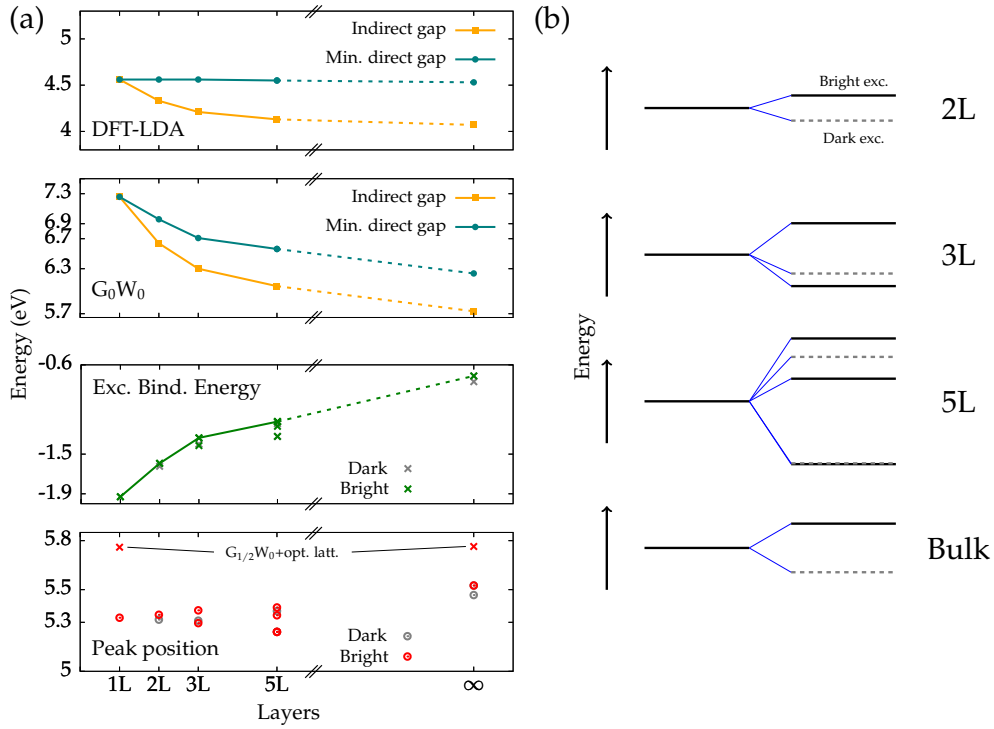 (a)
Energy (eV)
5
4.5
4
Indirect gap
Min. direct gap
DFT-LDA
7.3
6.9
6.7
6.3
5.7
Indirect gap
Min. direct gap
G₀W₀
-0.6
-1.5
-1.9
Exc. Bind. Energy
Dark
Bright
5.8
5.5
5.3
5
G₁/₂W₀+opt. latt.
Dark
Bright
Peak position
1L 2L 3L 5L ∞
Layers
(b)
Energy
Bright exc.
Dark exc.
2L
3L
5L
Bulk